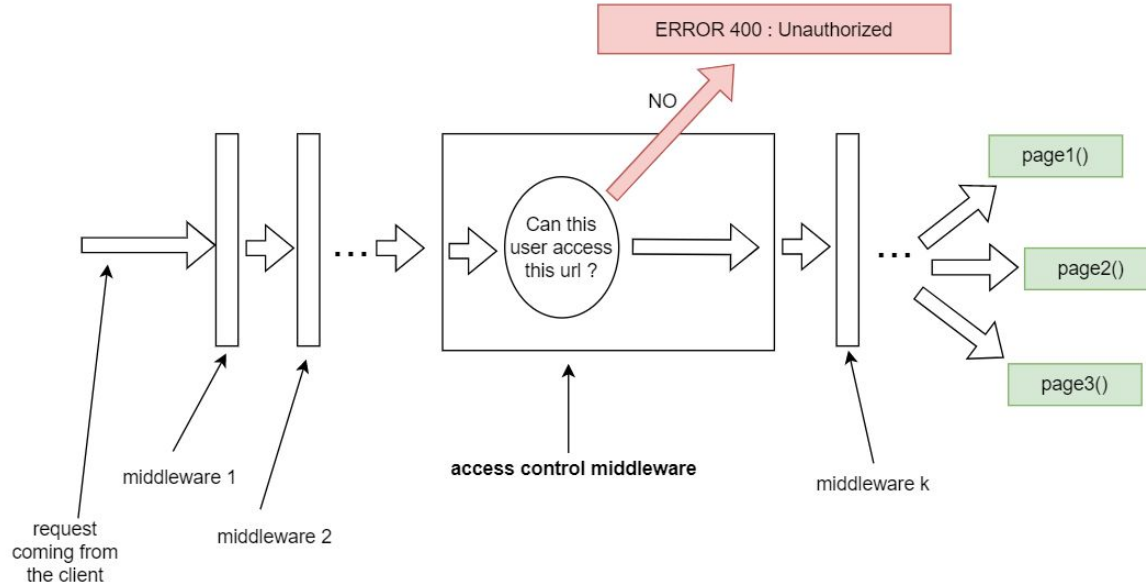 ERROR 400 : Unauthorized
NO
page1()
Can this
user access
this url ?
...
...
page2()
page3()
access control middleware
middleware 1
middleware k
middleware 2
request
coming from
the client